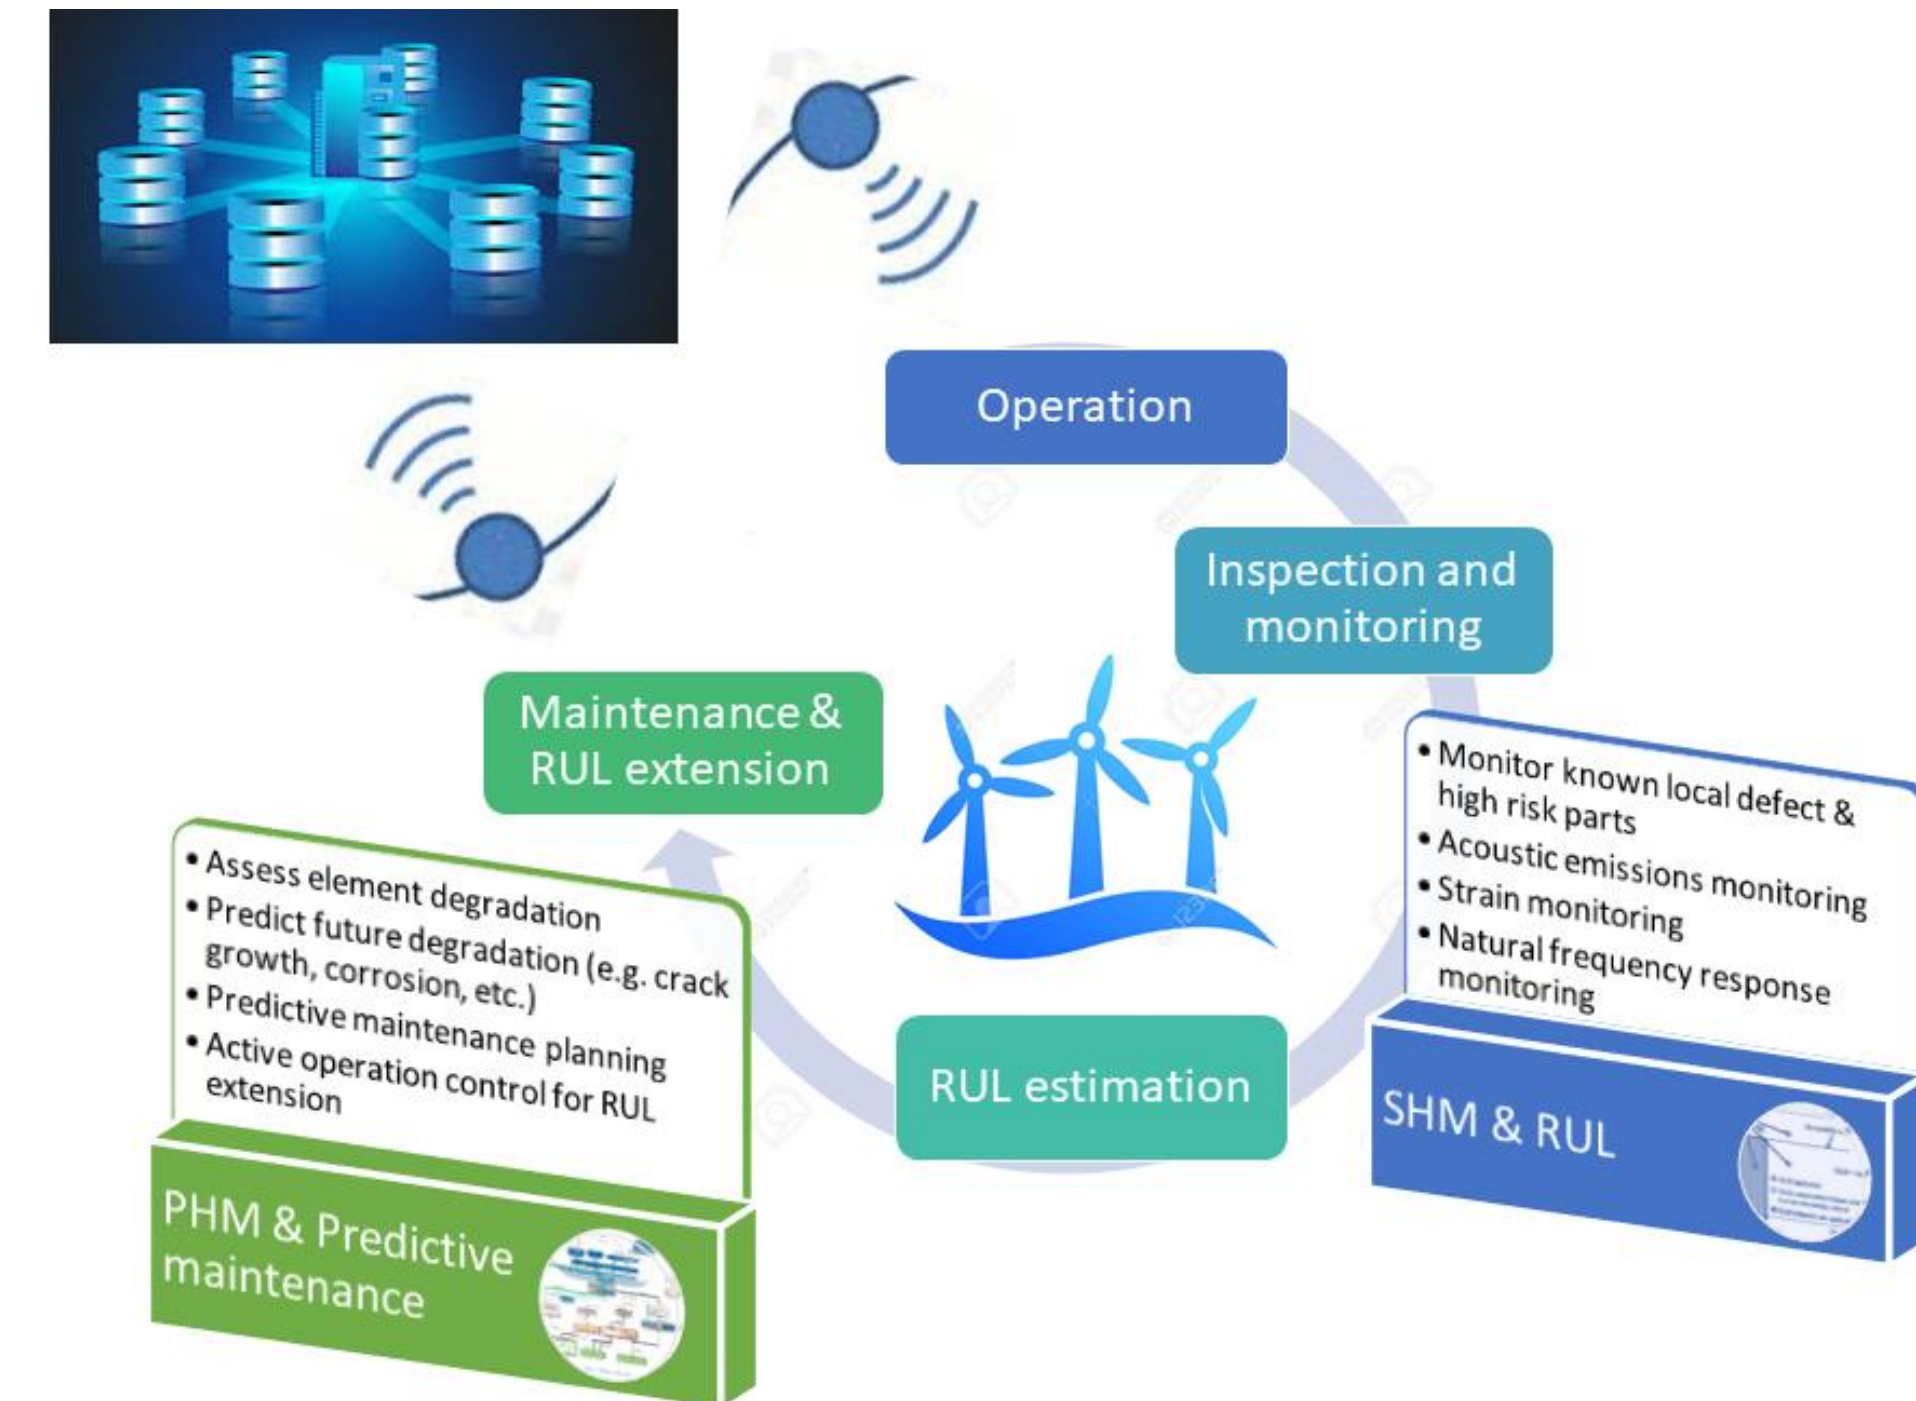 Operation
Inspection and
monitoring
Maintenance &
RUL extension
• Monitor known local defect &
high risk parts
• Acoustic emissions monitoring
• Strain monitoring
• Natural frequency response
monitoring
• Assess element degradation
• Predict future degradation (e.g. crack
growth, corrosion, etc.)
• Predictive maintenance planning
• Active operation control for RUL
extension
RUL estimation
SHM & RUL
PHM & Predictive
maintenance